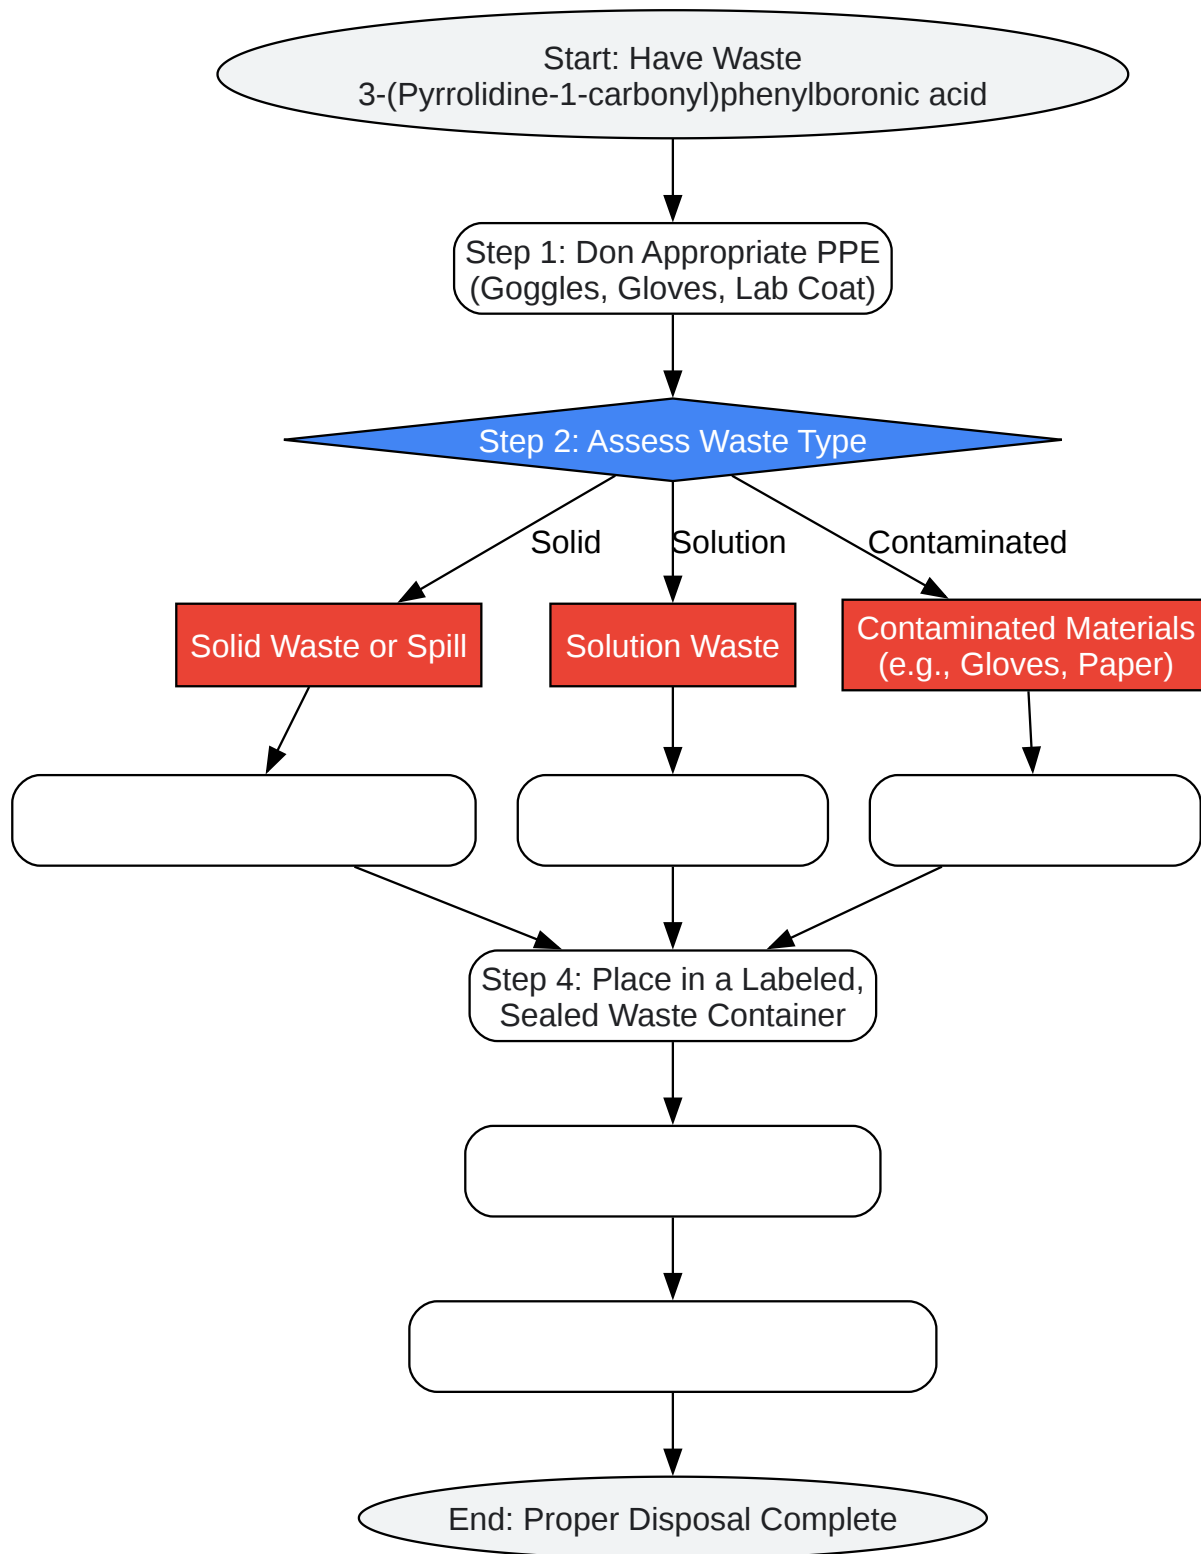 Start: Have Waste
3-(Pyrrolidine-1-carbonyl)phenylboronic acid
Step 1: Don Appropriate PPE
(Goggles, Gloves, Lab Coat)
Step 2: Assess Waste Type
Solid
Solution
Contaminated
Solid Waste or Spill
Solution Waste
Contaminated Materials
(e.g., Gloves, Paper)
Step 4: Place in a Labeled,
Sealed Waste Container
End: Proper Disposal Complete